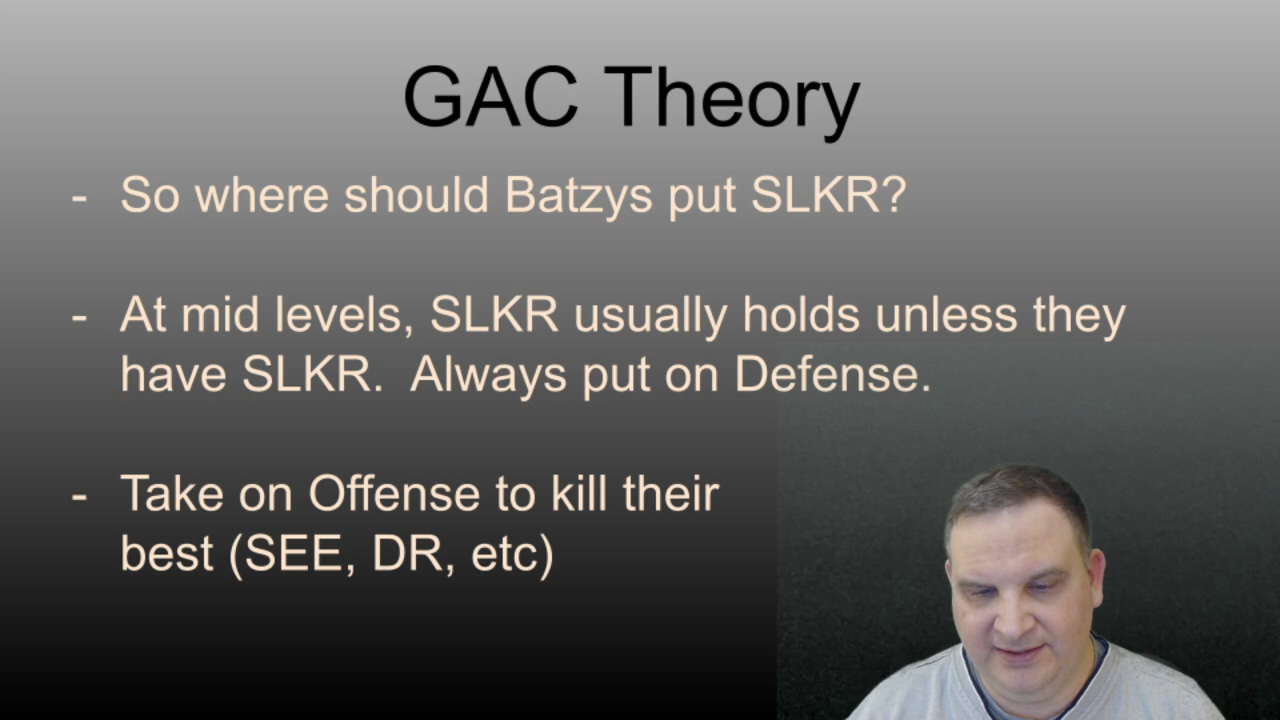 GAC Theory
- So where should Batzys put SLKR?
- At mid levels, SLKR usually holds unless they
have SLKR.  Always put on Defense.
- Take on Offense to kill their
best (SEE, DR, etc)